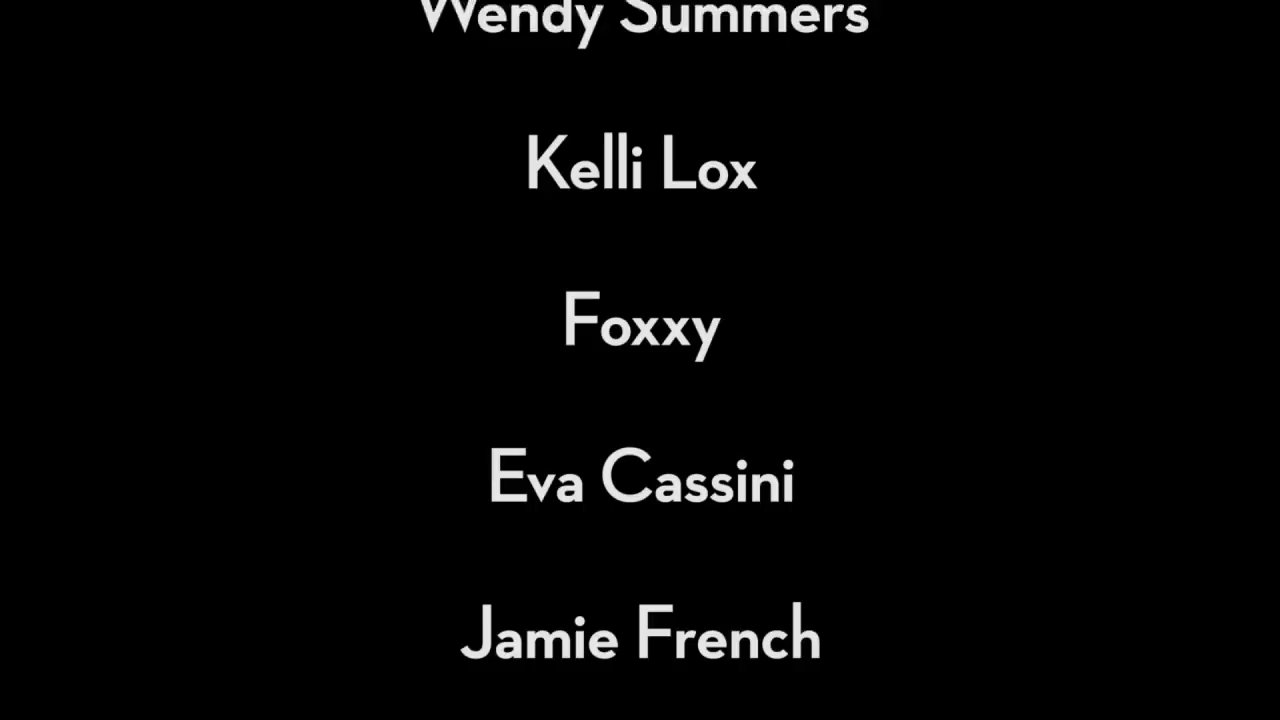 Wendy Summers
Kelli Lox
Foxxy
Eva Cassini
Jamie French